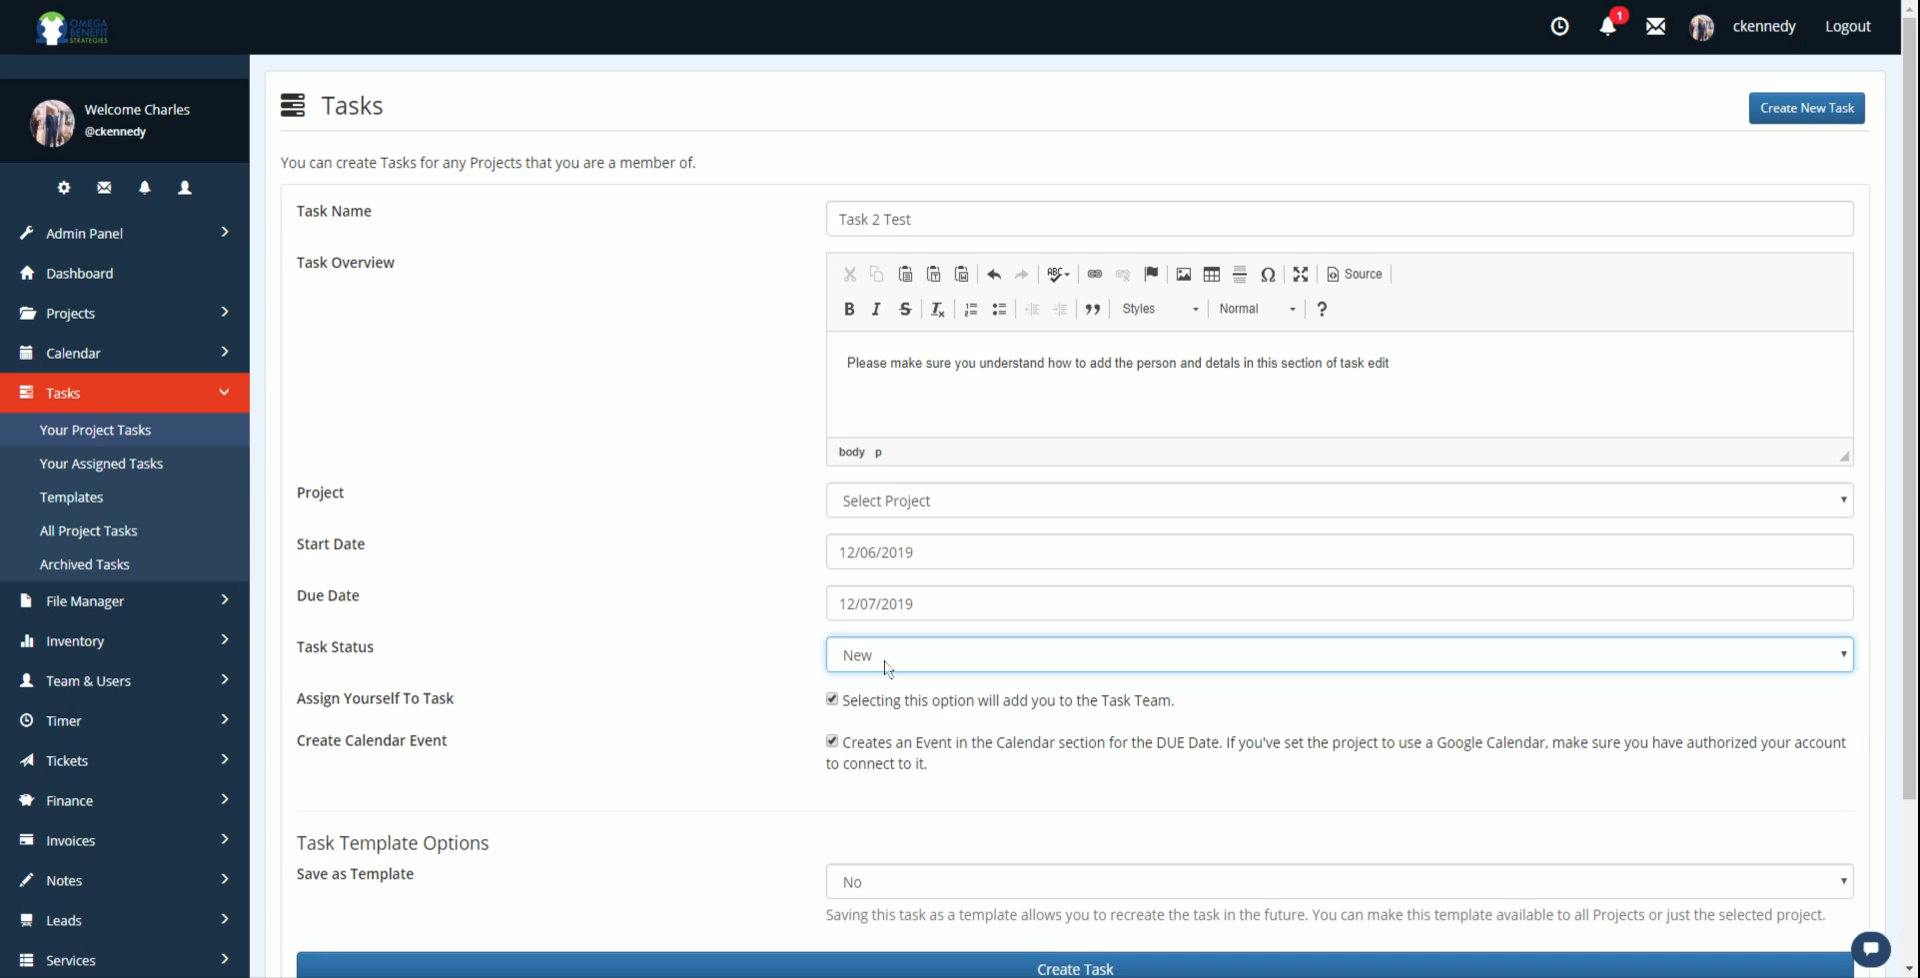 OMEGA
BENEFIT
STRATEGIES
1
ckennedy
Logout
Welcome Charles
@ckennedy
Admin Panel
Dashboard
Projects
Calendar
Tasks
Your Project Tasks
Your Assigned Tasks
Templates
All Project Tasks
Archived Tasks
File Manager
Inventory
Team & Users
Timer
Tickets
Finance
Invoices
Notes
Leads
Services
Tasks
Create New Task
You can create Tasks for any Projects that you are a member of.
Task Name
Task 2 Test
Task Overview
ABC
Source
B I S Tx
Styles
Normal
?
Please make sure you understand how to add the person and detals in this section of task edit
body p
Project
Select Project
Start Date
12/06/2019
Due Date
12/07/2019
Task Status
New
Assign Yourself To Task
Selecting this option will add you to the Task Team.
Create Calendar Event
Creates an Event in the Calendar section for the DUE Date. If you've set the project to use a Google Calendar, make sure you have authorized your account
to connect to it.
Task Template Options
Save as Template
No
Saving this task as a template allows you to recreate the task in the future. You can make this template available to all Projects or just the selected project.
Create Task